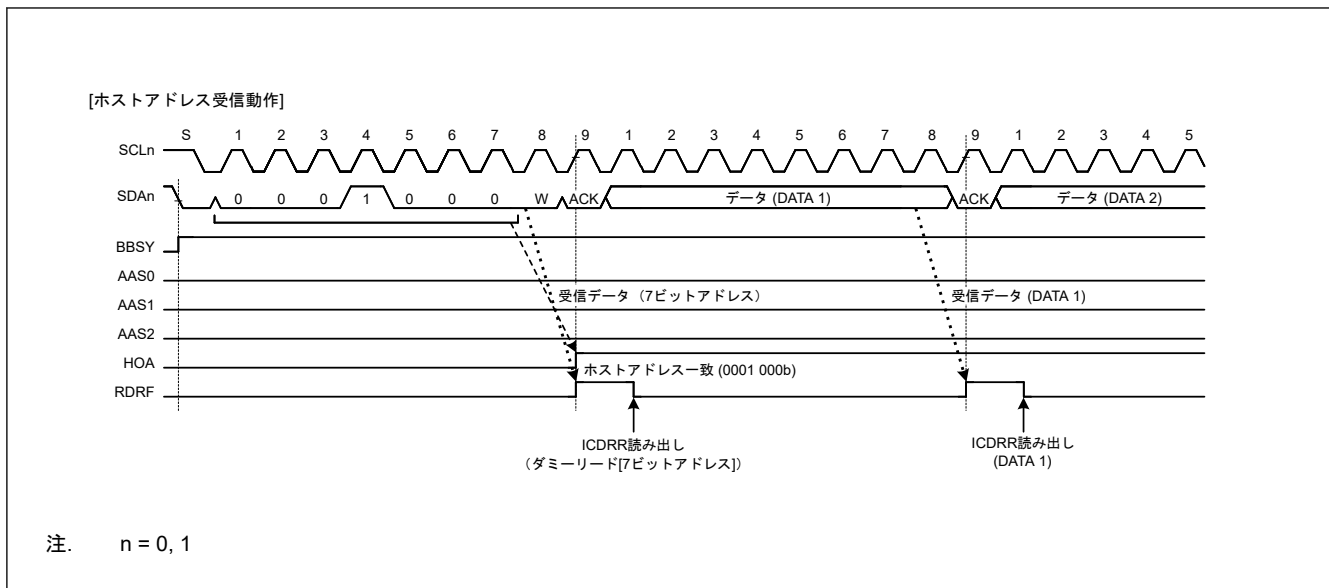 [ホストアドレス受信動作]
S 1 2 3 4 5 6 7 8 9 1 2 3 4 5 6 7 8 9 1 2 3 4 5
SCLn
SDAn 0 0 0 1 0 0 0 W ACK データ (DATA 1) ACK データ (DATA 2)
BBSY
AAS0
受信データ（7ビットアドレス） 受信データ (DATA 1)
AAS1
AAS2
HOA
ホストアドレス一致 (0001 000b)
RDRF
ICDRR読み出し
（ダミーリード[7ビットアドレス]）
ICDRR読み出し
(DATA 1)
注. n = 0, 1